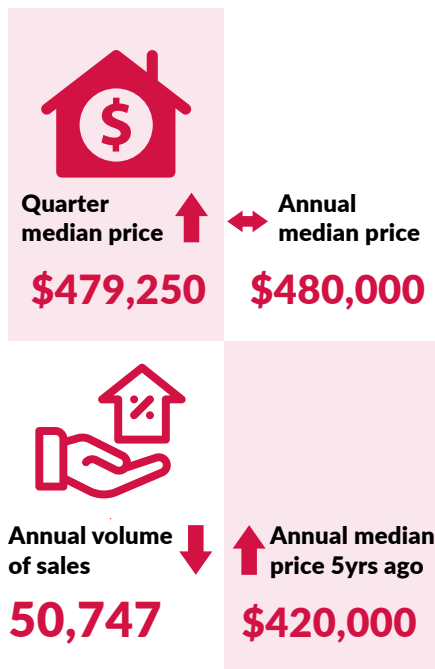 $
Quarter
median price
$479,250
Annual
median price
$480,000
%
Annual volume
of sales
50,747
Annual median
price 5yrs ago
$420,000